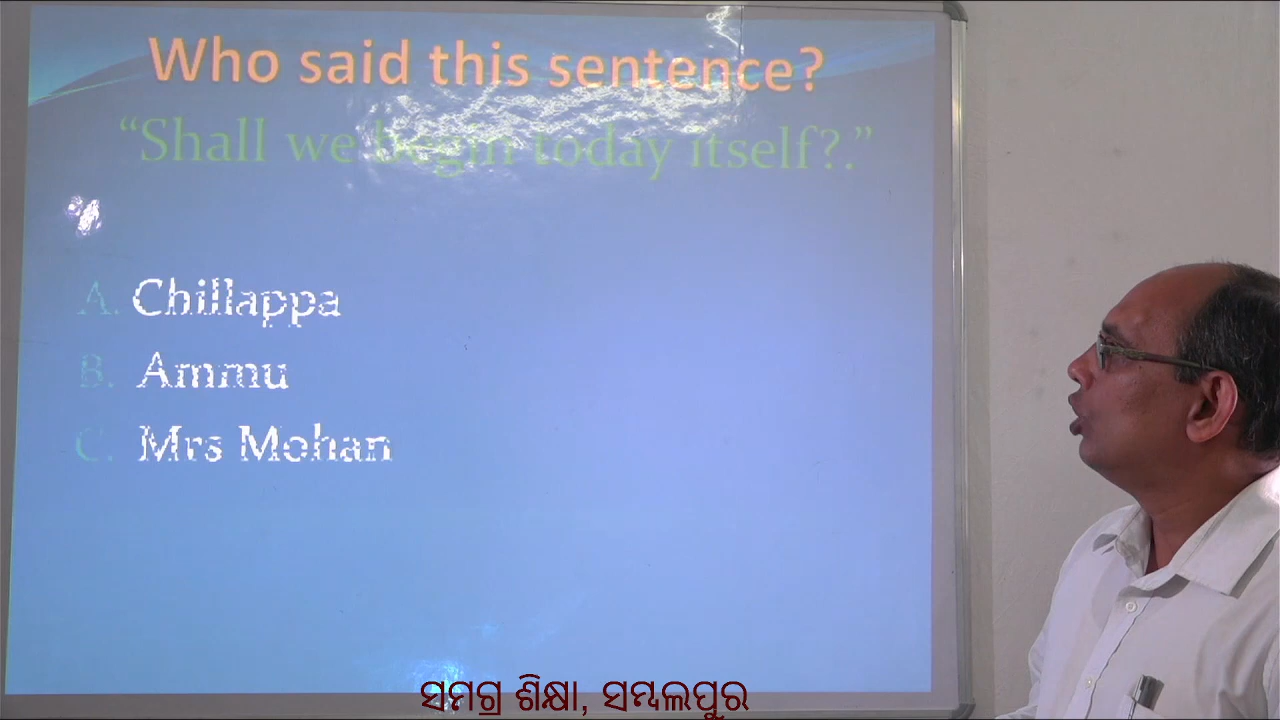 Who said this sentence?
“Shall we begin today itself?.”
A. Chillappa
B. Ammu
C. Mrs Mohan
ସମଗ୍ର ଶିକ୍ଷା, ସମ୍ବଲପୁର